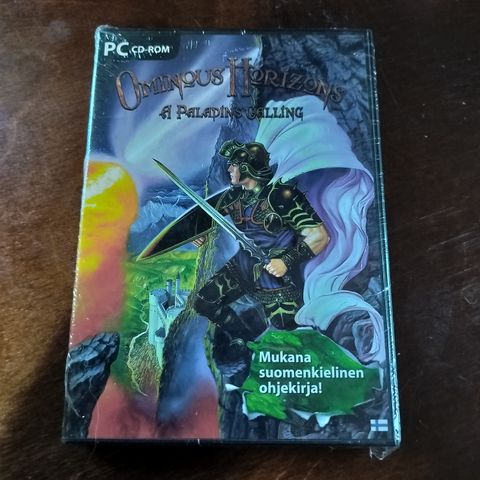 PC CD-ROM
OMINOUS HORIZONS
A PALADIN'S CALLING
Mukana
suomenkielinen
ohjekirja!